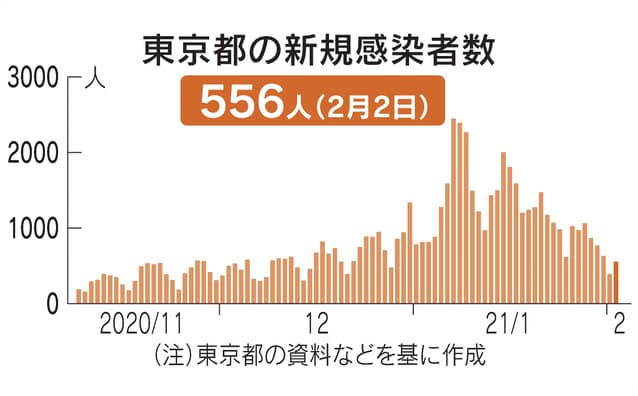 東京都の新規感染者数
3000 人
556人(2月2日)
2000
1000
0
2020/11 12 21/1 2
(注)東京都の資料などを基に作成